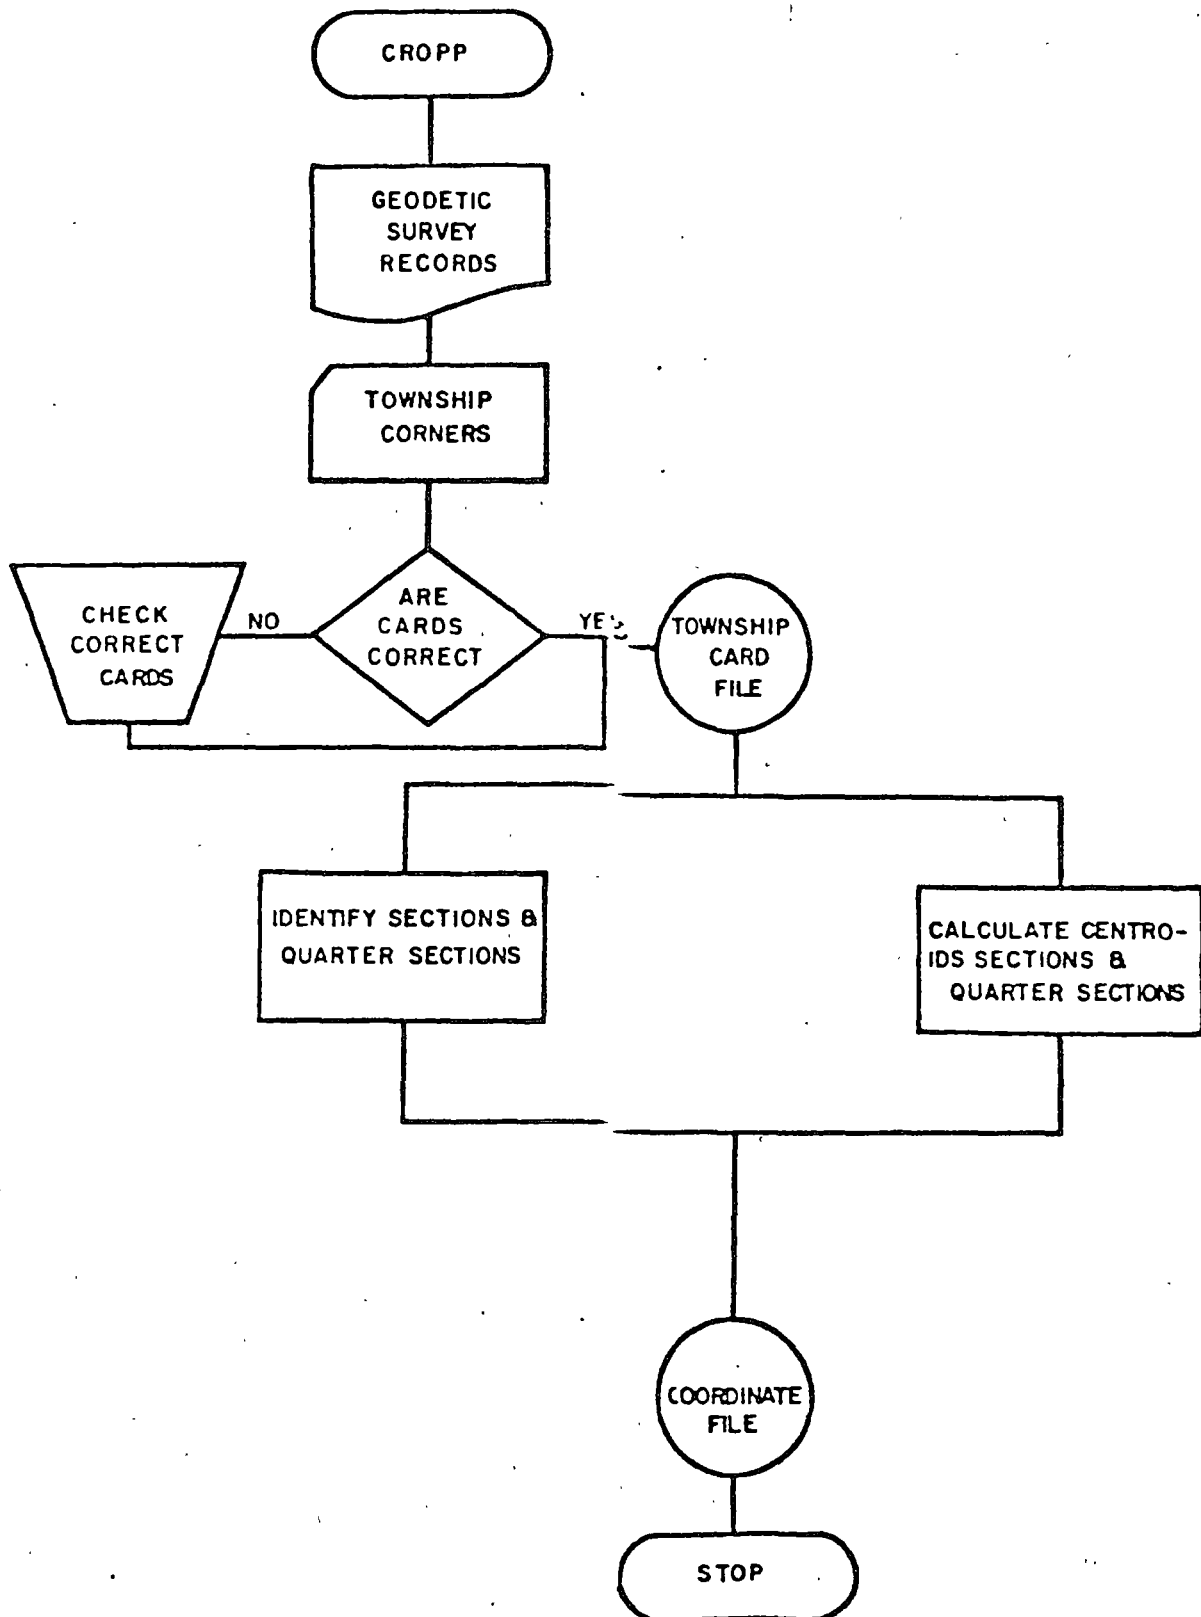 CROPP
GEODETIC
SURVEY
RECORDS
TOWNSHIP
CORNERS
ARE
CARDS
CORRECT
NO
CHECK
CORRECT
CARDS
YES
TOWNSHIP
CARD
FILE
IDENTIFY SECTIONS &
QUARTER SECTIONS
CALCULATE CENTRO-
IDS SECTIONS &
QUARTER SECTIONS
COORDINATE
FILE
STOP